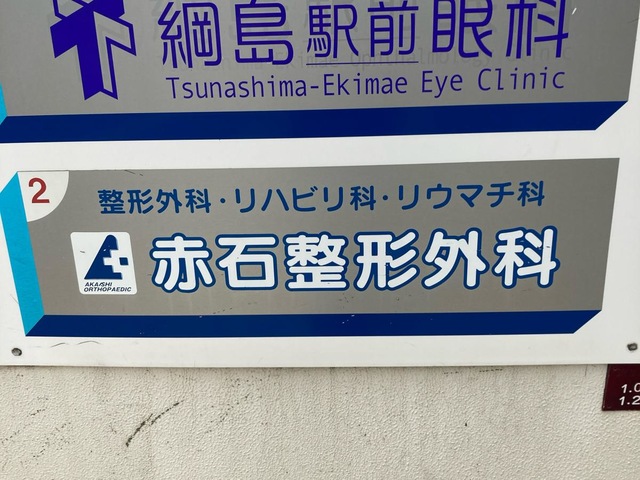 綱島駅前眼科
Tsunashima-Ekimae Eye Clinic
2
整形外科・リハビリ科・リウマチ科
赤石整形外科
AKAISHI
ORTHOPAEDIC